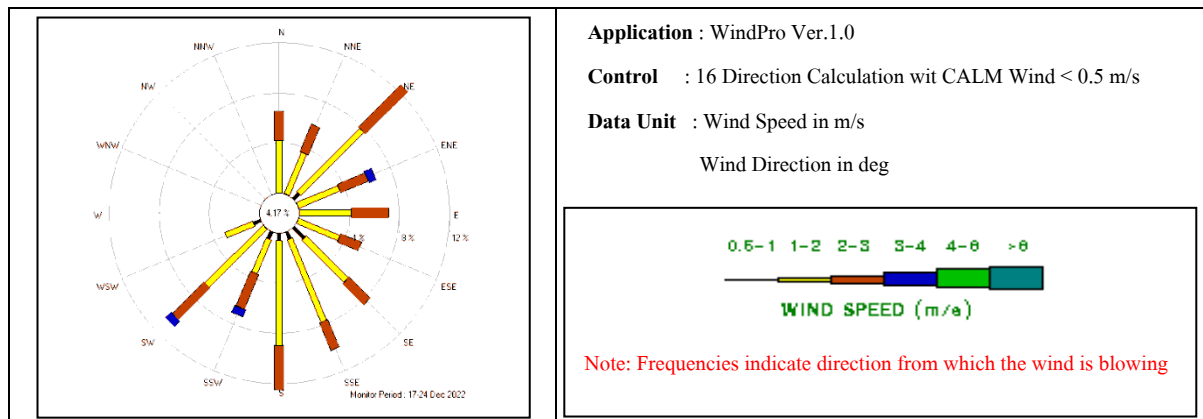 N
NNW
NNE
NW
NE
WNW
ENE
4.17 %
W
E
4 %
8 %
12 %
WSW
ESE
SW
SE
SSW
SSE
S
Monitor Period : 17-24 Dec 2022
Application : WindPro Ver.1.0
Control : 16 Direction Calculation wit CALM Wind < 0.5 m/s
Data Unit : Wind Speed in m/s
Wind Direction in deg
0.5-1 1-2 2-3 3-4 4-6 >6
WIND SPEED (m/s)
Note: Frequencies indicate direction from which the wind is blowing